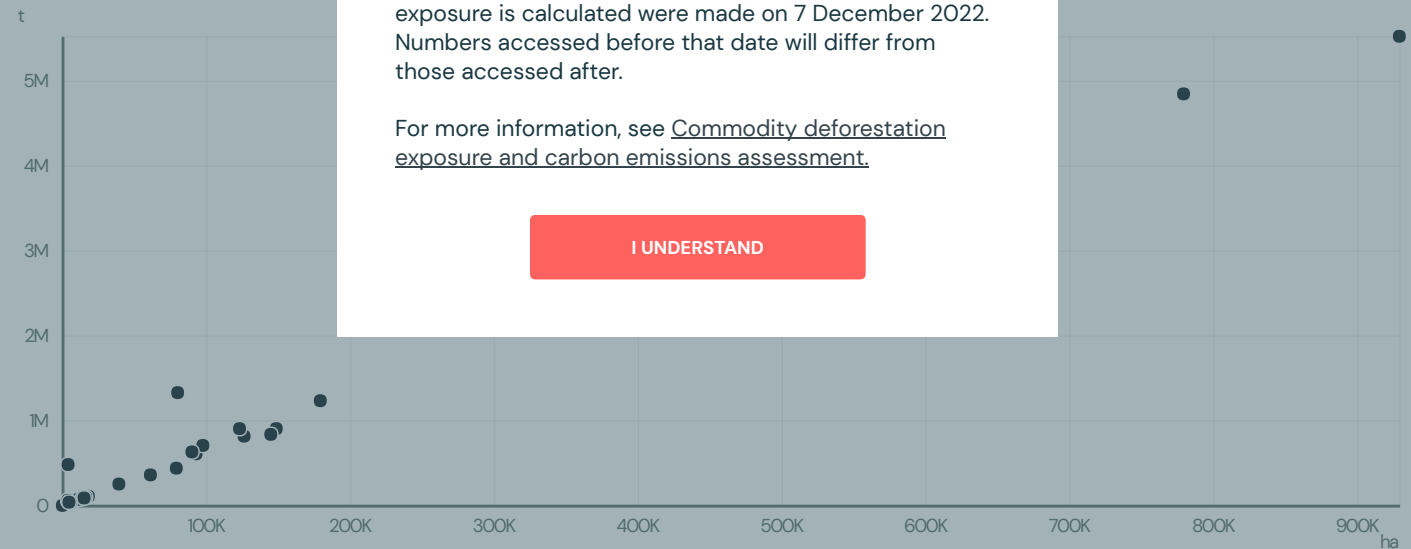 t
exposure is calculated were made on 7 December 2022.
Numbers accessed before that date will differ from
those accessed after.
For more information, see Commodity deforestation
exposure and carbon emissions assessment.
I UNDERSTAND
5M
4M
3M
2M
1M
0
100K 200K 300K 400K 500K 600K 700K 800K 900K
ha